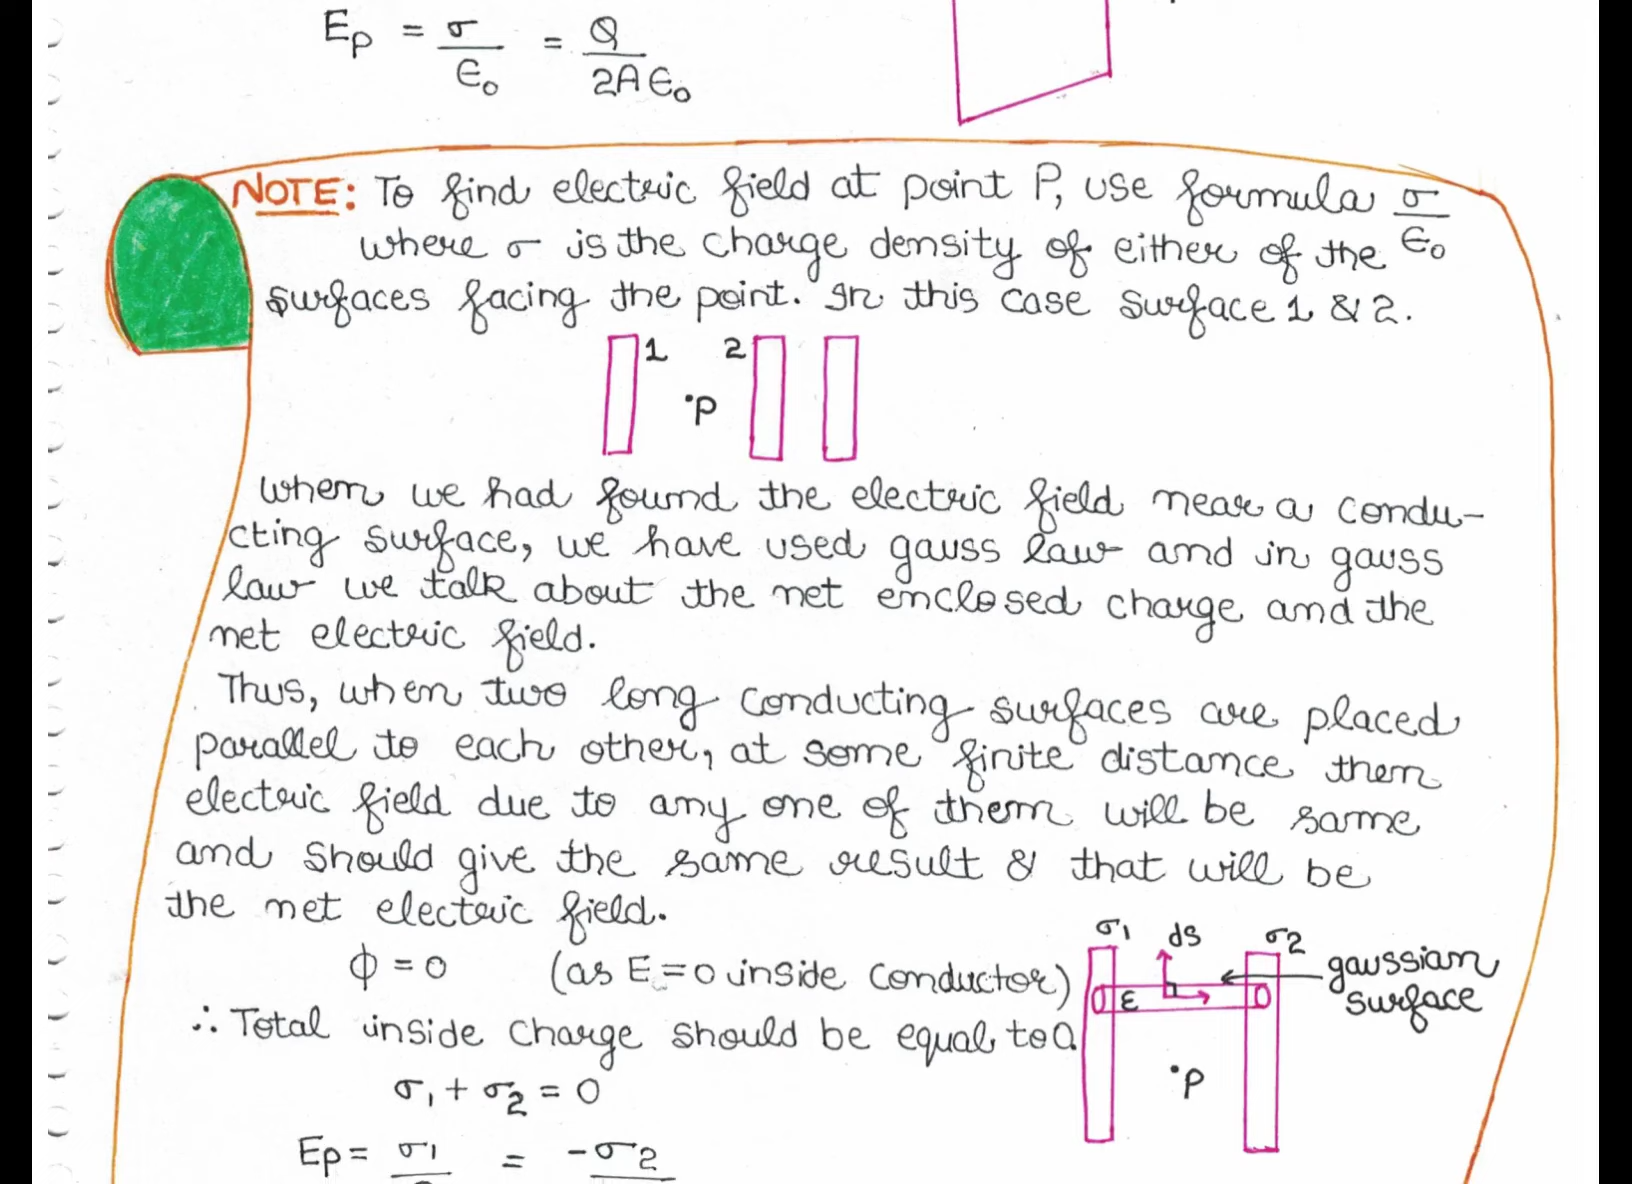 Ep = σ/ϵ₀ = Q/2Aϵ₀
NOTE: To find electric field at point P, use formula σ/ϵ₀
where σ is the charge density of either of the
surfaces facing the point. In this case surface 1 & 2.
1 2
P
When we had found the electric field near a condu-
cting surface, we have used gauss law and in gauss
law we talk about the net enclosed charge and the
net electric field.
Thus, when two long conducting surfaces are placed
parallel to each other, at some finite distance then
electric field due to any one of them will be same
and should give the same result & that will be
the net electric field.
σ₁ dS σ₂
gaussian
surface
E
P
ϕ = 0 (as E = 0 inside conductor)
∴ Total inside charge should be equal to 0.
σ₁ + σ₂ = 0
Ep = σ₁ = -σ₂